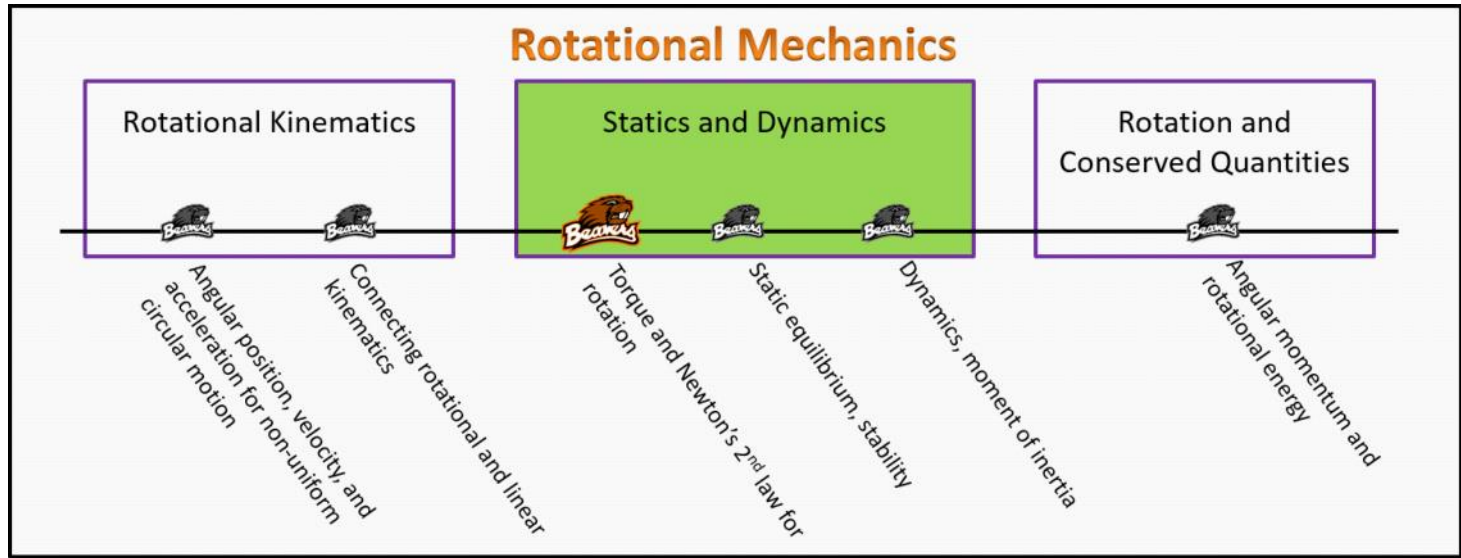 Rotational Mechanics
Rotational Kinematics
Statics and Dynamics
Rotation and
Conserved Quantities
Beavers
Beavers
Beavers
Beavers
Beavers
Beavers
Angular position, velocity, and
acceleration for non-uniform
circular motion
Connecting rotational and linear
kinematics
Torque and Newton's 2nd law for
rotation
Static equilibrium, stability
Dynamics, moment of inertia
Angular momentum and
rotational energy